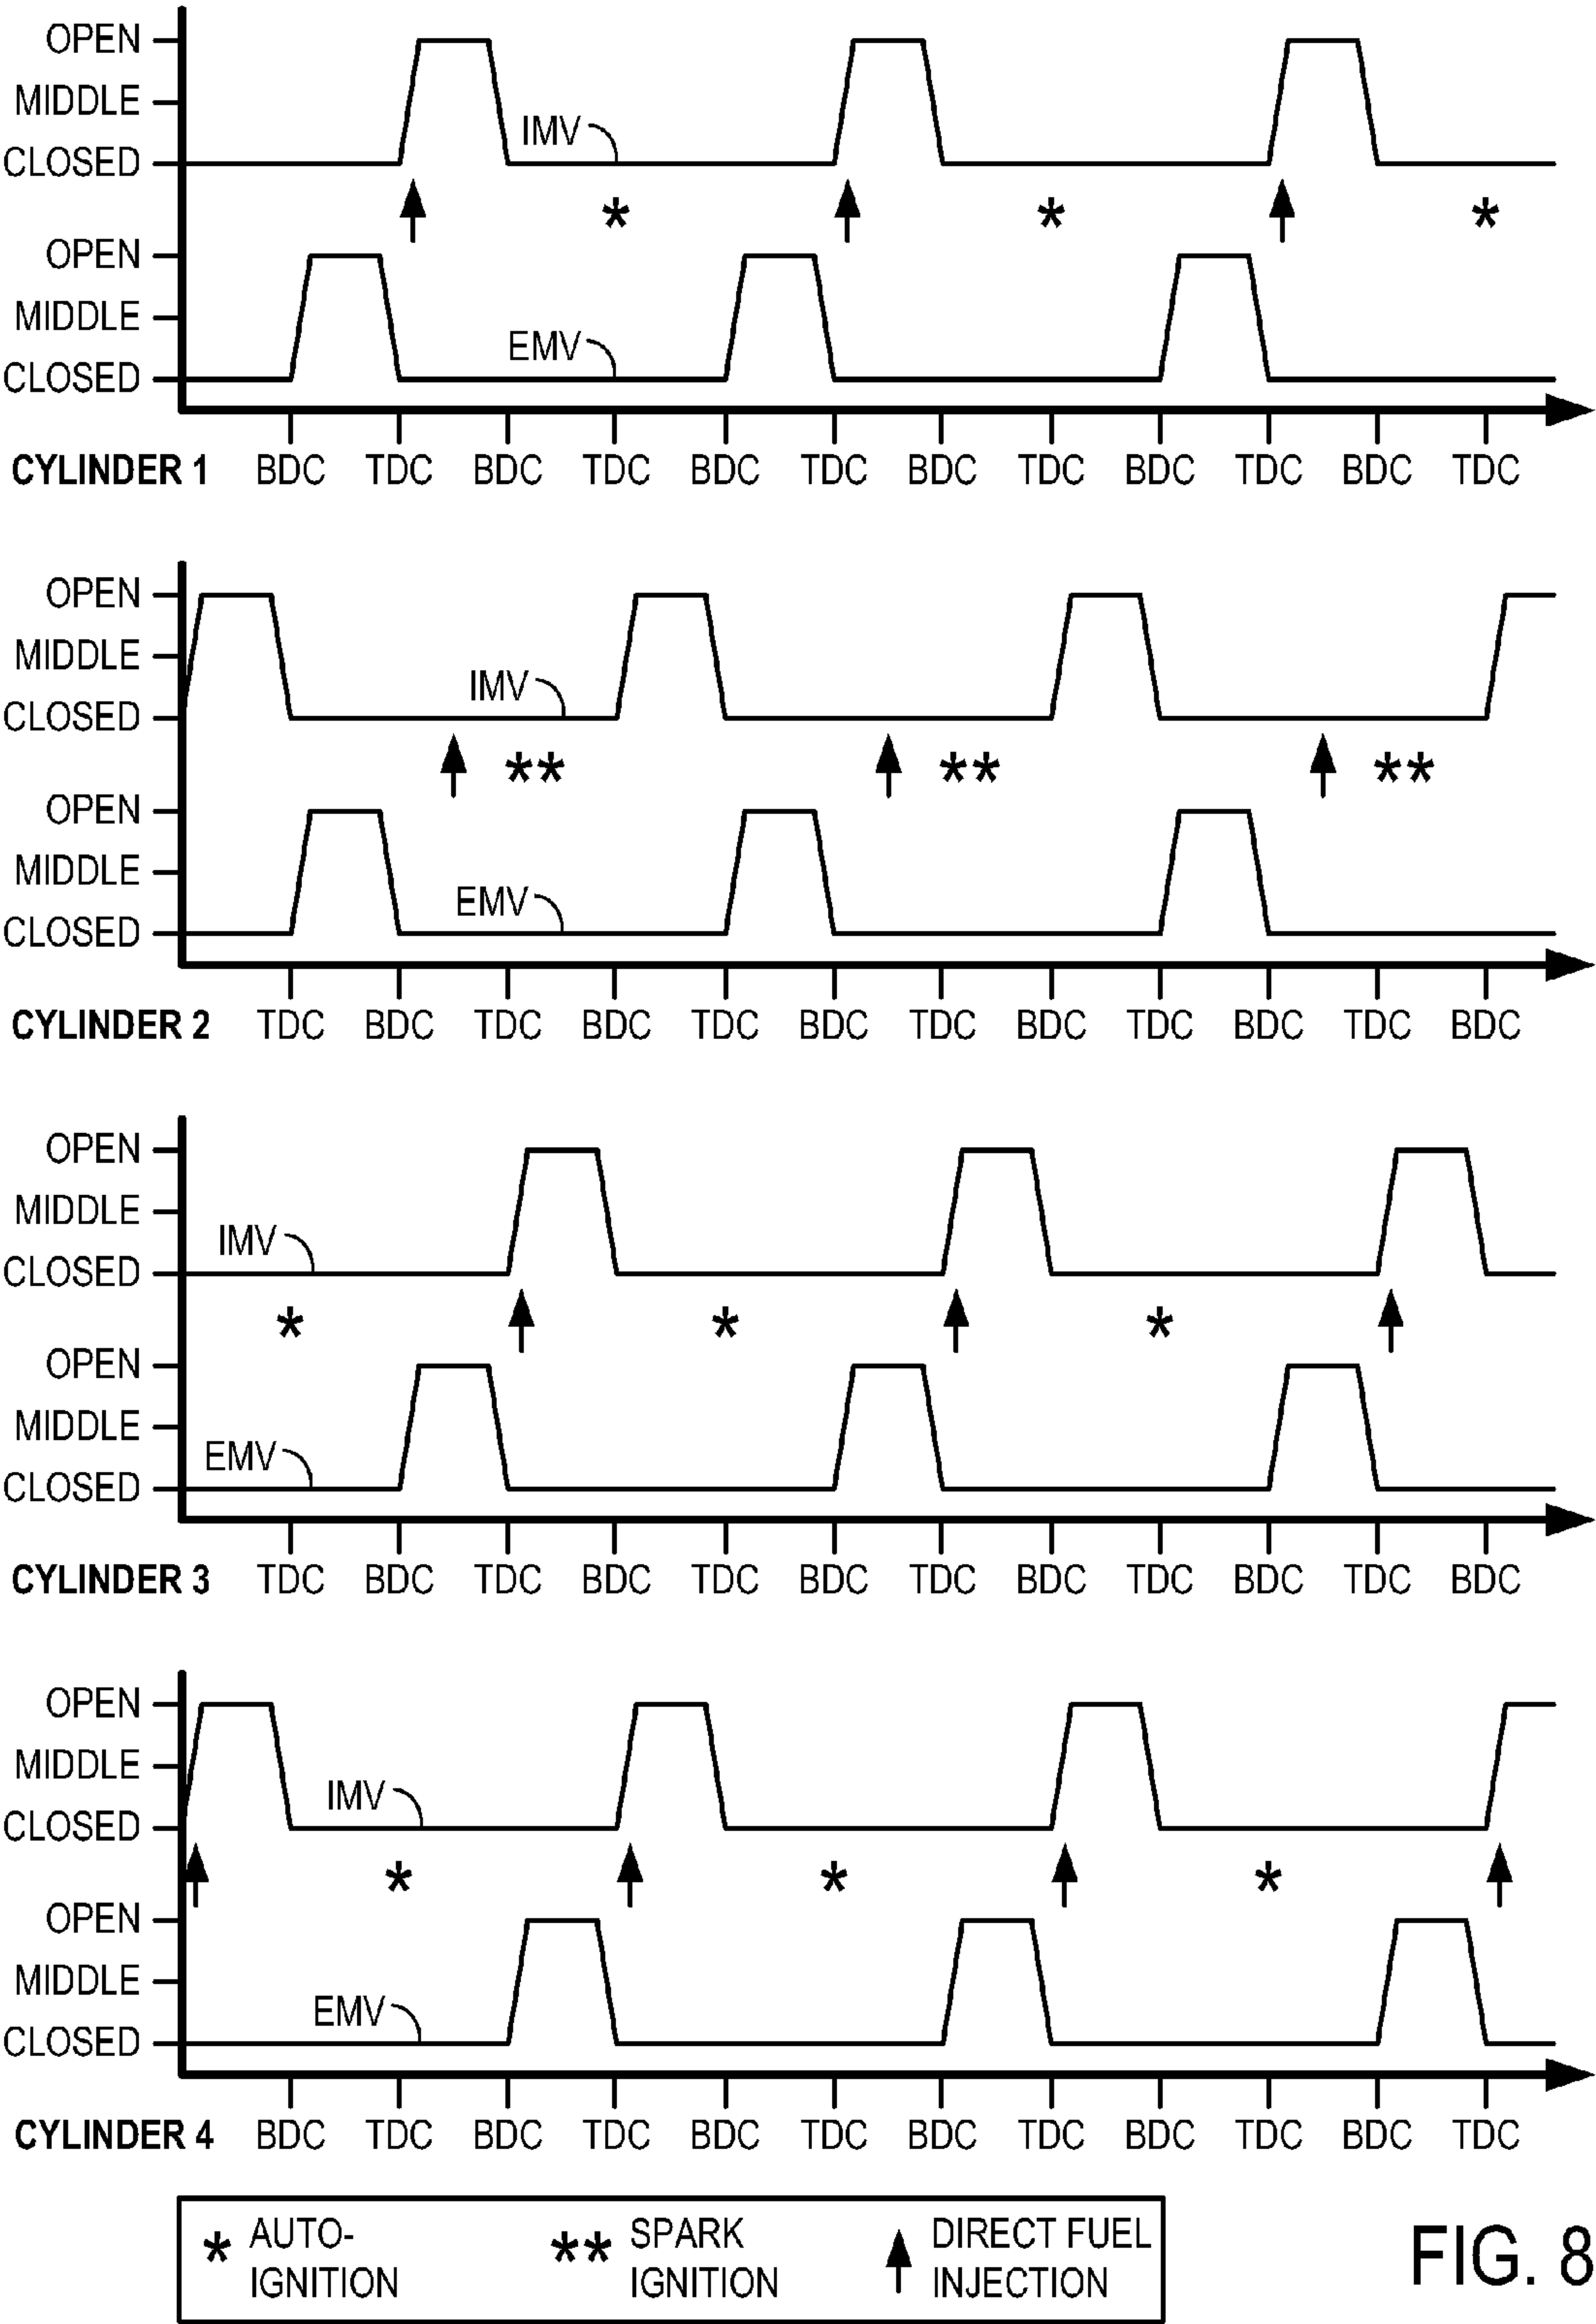 OPEN
MIDDLE
IMV
CLOSED
* * *
OPEN
MIDDLE
EMV
CLOSED
CYLINDER 1 BDC TDC BDC TDC BDC TDC BDC TDC BDC TDC BDC TDC
OPEN
MIDDLE
IMV
CLOSED
** ** **
OPEN
MIDDLE
EMV
CLOSED
CYLINDER 2 TDC BDC TDC BDC TDC BDC TDC BDC TDC BDC TDC BDC
OPEN
MIDDLE
IMV
CLOSED
* * *
OPEN
MIDDLE
EMV
CLOSED
CYLINDER 3 TDC BDC TDC BDC TDC BDC TDC BDC TDC BDC TDC BDC
OPEN
MIDDLE
IMV
CLOSED
* * *
OPEN
MIDDLE
EMV
CLOSED
CYLINDER 4 BDC TDC BDC TDC BDC TDC BDC TDC BDC TDC BDC TDC
* AUTO-
IGNITION
** SPARK
IGNITION
DIRECT FUEL
INJECTION
FIG. 8